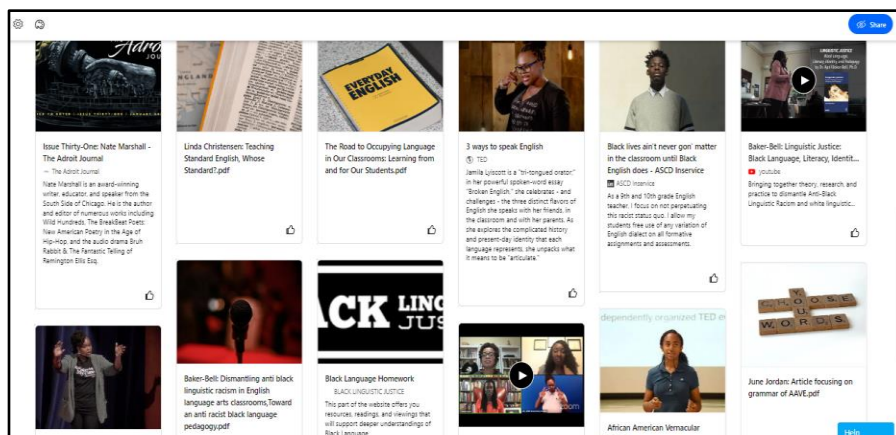 Share
Adroit
JOU
Issue Thirty-One: Nate Marshall -
The Adroit Journal
The Adroit Journal
Nate Marshall is an award-winning
writer, educator, and speaker from the
South Side of Chicago. He is the author
and editor of numerous works including
Wild Hundreds, The BreakBeat Poets:
New American Poetry in the Age of
Hip-Hop, and the audio drama Bruh
Rabbit & The Fantastic Telling of
Remington Ellis Esq.
ENGLAND
Linda Christensen: Teaching
Standard English, Whose
Standard?.pdf
EVERYDAY
ENGLISH
The Road to Occupying Language
in Our Classrooms: Learning from
and for Our Students.pdf
3 ways to speak English
TED
Jamila Lyiscott is a "tri-tongued orator;"
in her powerful spoken-word essay
"Broken English," she celebrates - and
challenges - the three distinct flavors of
English she speaks with her friends, in
the classroom and with her parents. As
she explores the complicated history
and present-day identity that each
language represents, she unpacks what
it means to be "articulate."
Black lives ain't never gon' matter
in the classroom until Black
English does - ASCD Inservice
ASCD Inservice
As a 9th and 10th grade English
teacher, I focus on not perpetuating
this racist status quo. I allow my
students free use of any variation of
English dialect on all formative
assignments and assessments.
LINGUISTIC JUSTICE
Baker-Bell: Linguistic Justice:
Black Language, Literacy, Identit...
youtube
Bringing together theory, research, and
practice to dismantle Anti-Black
Linguistic Racism and white linguistic...
Baker-Bell: Dismantling anti black
linguistic racism in English
language arts classrooms,Toward
an anti racist black language
pedagogy.pdf
ACK LING
JUS
Black Language Homework
BLACK LINGUISTIC JUSTICE
This part of the website offers you
resources, readings, and viewings that
will support deeper understandings of
Black Language.
zoom
dependently organized TED e
African American Vernacular
CHOOSE
YOUR
WORDS
June Jordan: Article focusing on
grammar of AAVE.pdf
Help